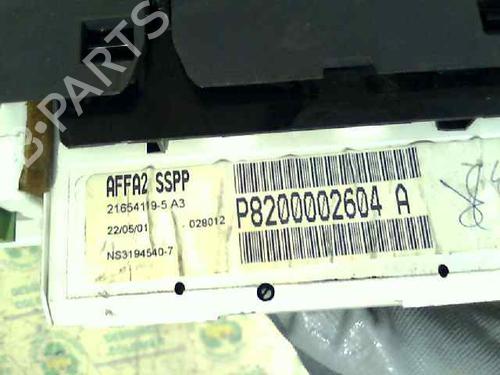 B-PARTS
AFFA2 SSPP
21654119-5 A3
22/05/01 028012
NS3194540-7
P8200002604 A